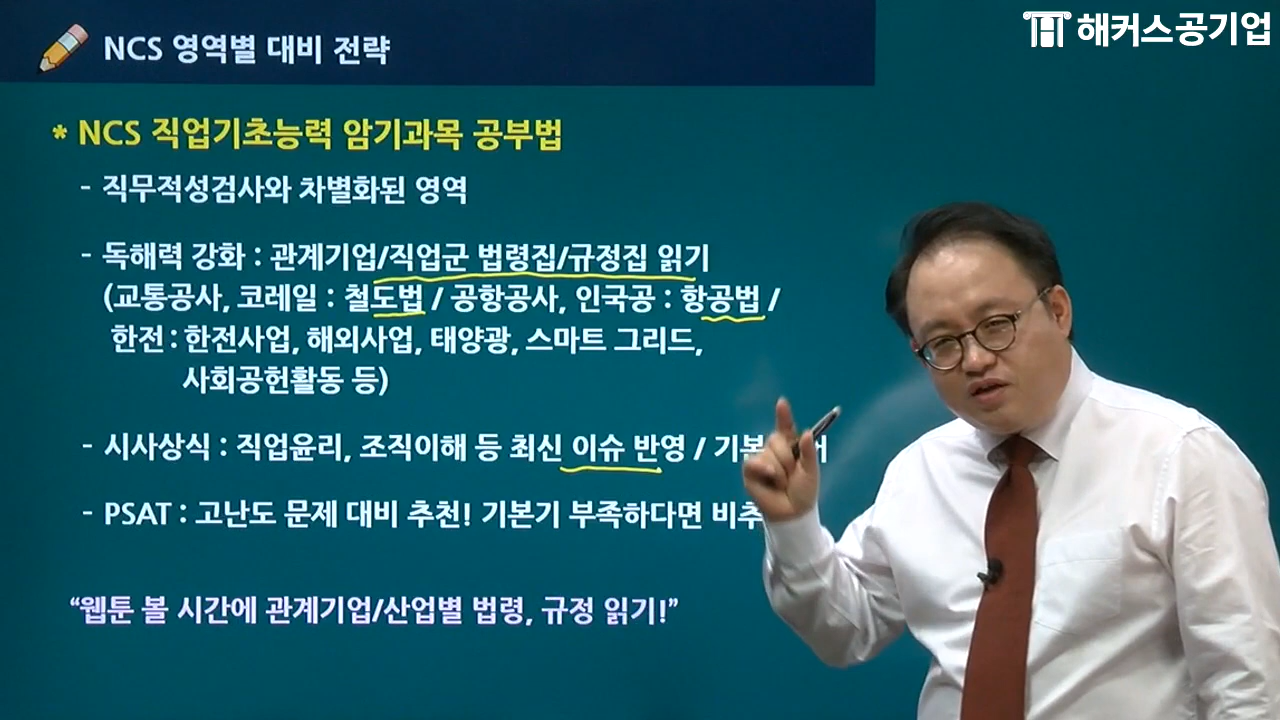 NCS 영역별 대비 전략
해커스공기업
* NCS 직업기초능력 암기과목 공부법
- 직무적성검사와 차별화된 영역
- 독해력 강화 : 관계기업/직업군 법령집/규정집 읽기
(교통공사, 코레일 : 철도법 / 공항공사, 인국공 : 항공법 /
한전 : 한전사업, 해외사업, 태양광, 스마트 그리드,
사회공헌활동 등)
- 시사상식 : 직업윤리, 조직이해 등 최신 이슈 반영 / 기본
- PSAT : 고난도 문제 대비 추천! 기본기 부족하다면 비추
“웹툰 볼 시간에 관계기업/산업별 법령, 규정 읽기!”